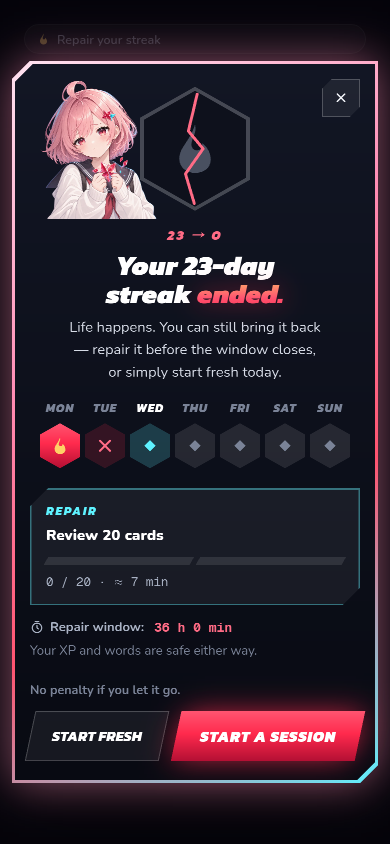 Repair your streak
23 → 0
Your 23-day
streak ended.
Life happens. You can still bring it back
— repair it before the window closes,
or simply start fresh today.
MON TUE WED THU FRI SAT SUN
REPAIR
Review 20 cards
0 / 20 · ≈ 7 min
Repair window: 36 h 0 min
Your XP and words are safe either way.
No penalty if you let it go.
START FRESH START A SESSION